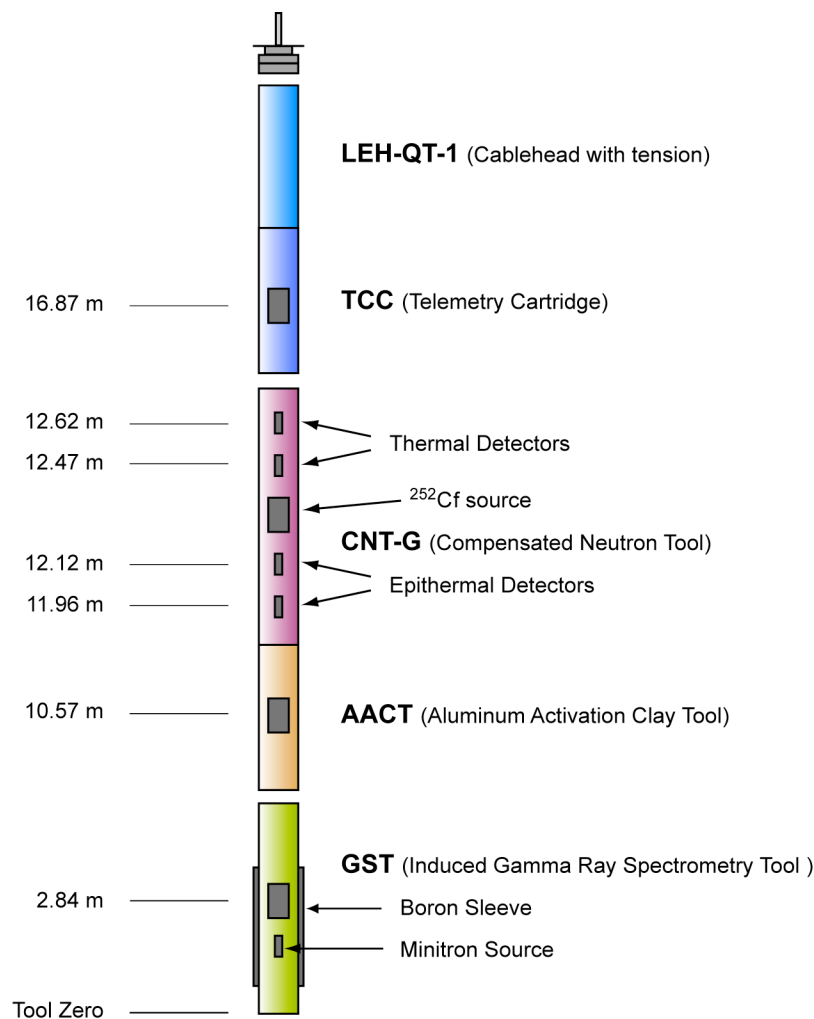 LEH-QT-1 (Cablehead with tension)
16.87 m
TCC (Telemetry Cartridge)
12.62 m
Thermal Detectors
12.47 m
²⁵²Cf source
CNT-G (Compensated Neutron Tool)
12.12 m
Epithermal Detectors
11.96 m
10.57 m
AACT (Aluminum Activation Clay Tool)
GST (Induced Gamma Ray Spectrometry Tool )
2.84 m
Boron Sleeve
Minitron Source
Tool Zero